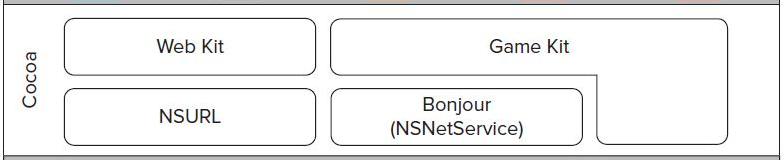 Cocoa
Web Kit
Game Kit
NSURL
Bonjour
(NSNetService)